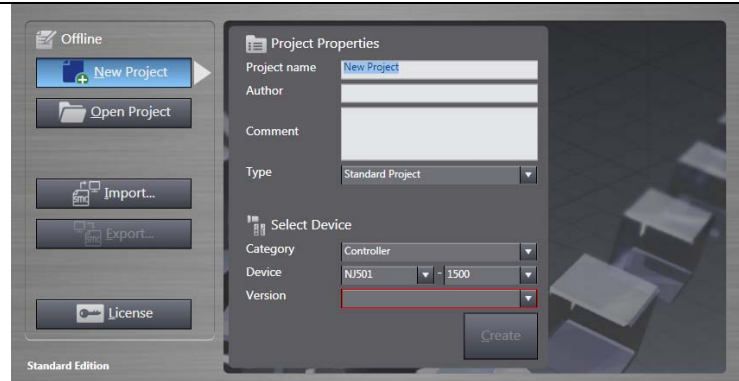 Offline
New Project
Open Project
Import...
Export...
License
Standard Edition
Project Properties
Project name New Project
Author
Comment
Type Standard Project
Select Device
Category Controller
Device NJ501 - 1500
Version
Create